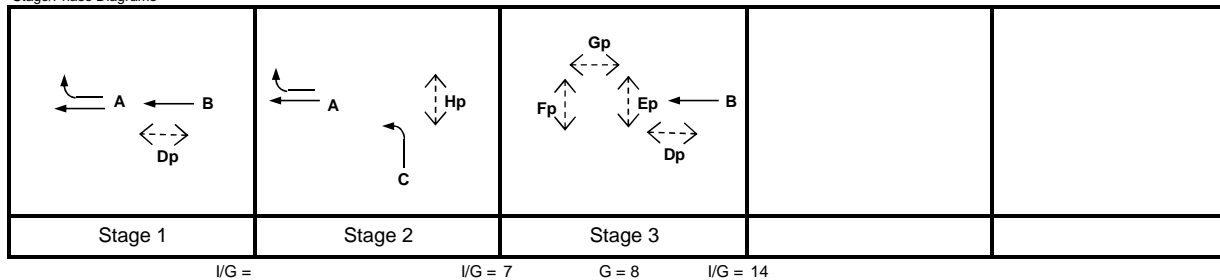 Stage/Phase Diagrams
A B
Dp
A Hp
C
Gp
Fp Ep B
Dp
Stage 1 Stage 2 Stage 3
I/G = I/G = 7 G = 8 I/G = 14